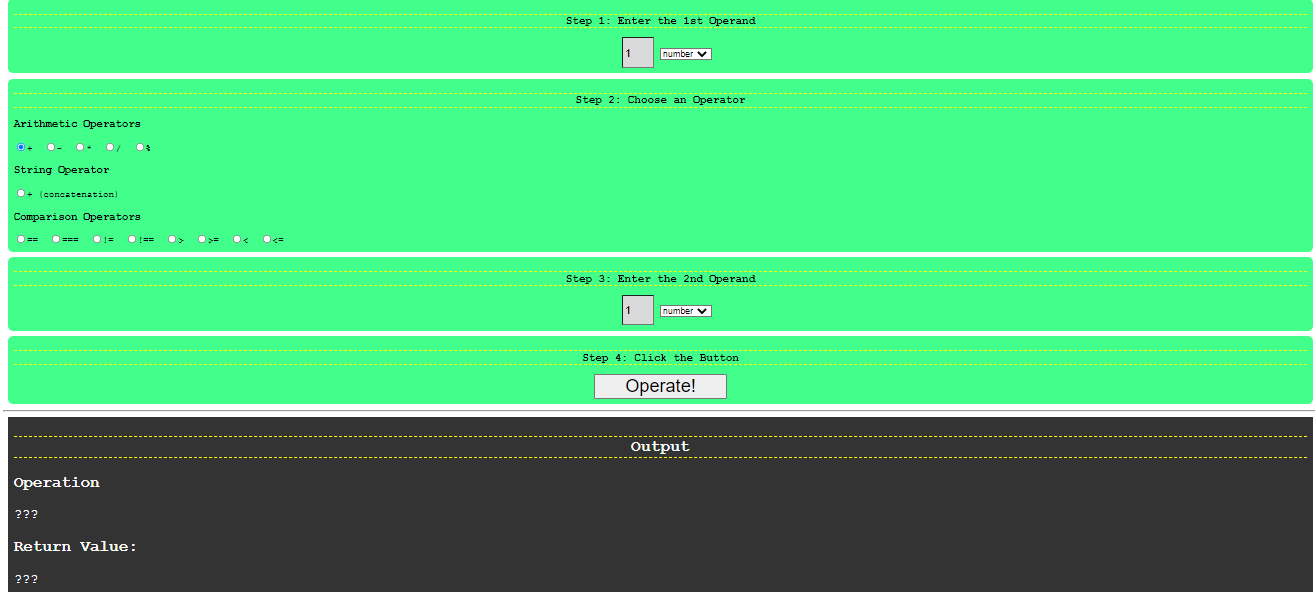 Step 1: Enter the 1st Operand
1 number
Step 2: Choose an Operator
Arithmetic Operators
+ - * / %
String Operator
+ (concatenation)
Comparison Operators
== === != !== > >= < <=
Step 3: Enter the 2nd Operand
1 number
Step 4: Click the Button
Operate!
Output
Operation
???
Return Value:
???